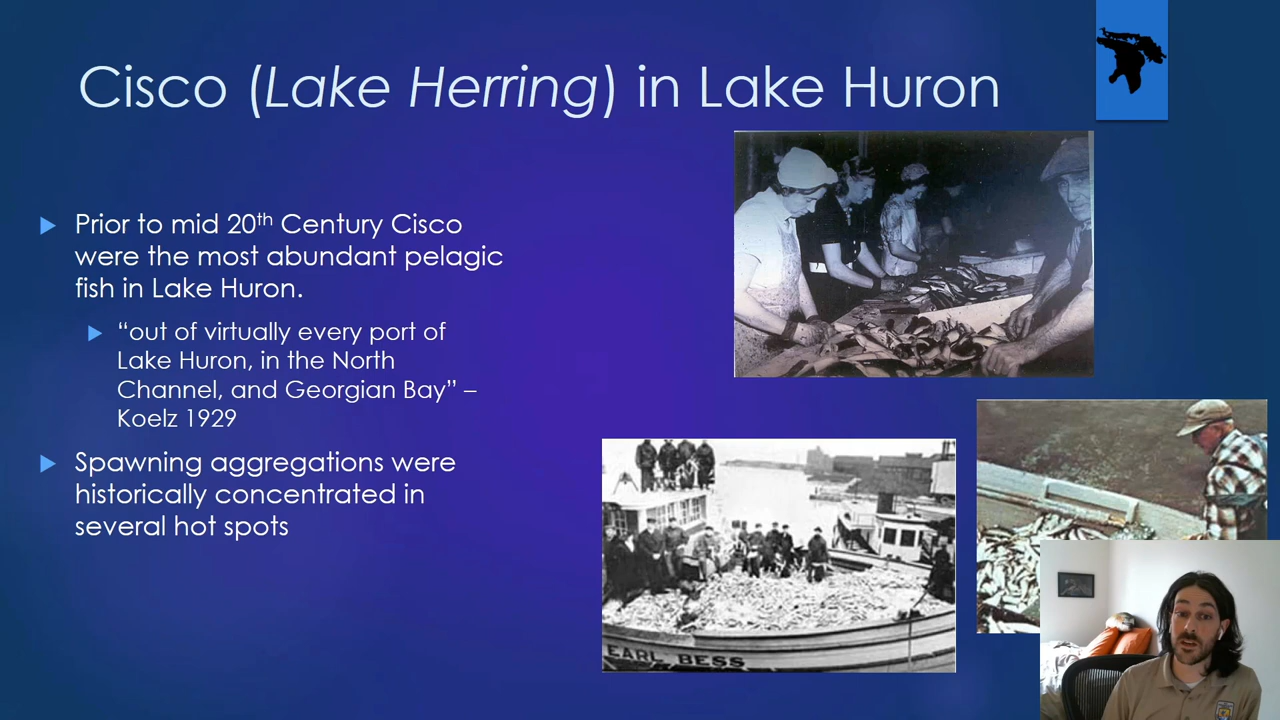 Cisco (Lake Herring) in Lake Huron
Prior to mid 20th Century Cisco
were the most abundant pelagic
fish in Lake Huron.
“out of virtually every port of
Lake Huron, in the North
Channel, and Georgian Bay” –
Koelz 1929
Spawning aggregations were
historically concentrated in
several hot spots
EARL BESS